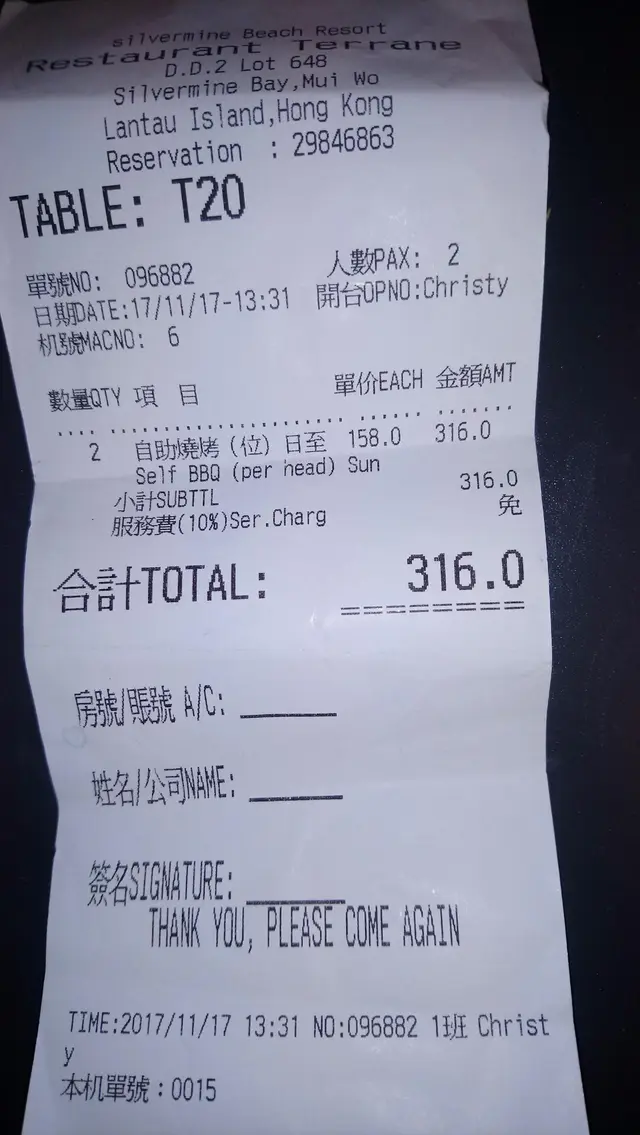 silvermine Beach Resort
Restaurant Terrane
D.D.2 Lot 648
Silvermine Bay,Mui Wo
Lantau Island,Hong Kong
Reservation : 29846863
TABLE: T20
單號NO: 096882 人數PAX: 2
日期DATE:17/11/17-13:31 開台OPNO:Christy
机號MACNO: 6
數量QTY 項 目 單价EACH 金額AMT
.... ...................... ...... .......
2 自助燒烤(位)日至 158.0 316.0
Self BBQ (per head) Sun
小計SUBTTL 316.0
服務費(10%)Ser.Charg 免
合計TOTAL: 316.0
========
房號/賬號 A/C: ______
姓名/公司NAME: ______
簽名SIGNATURE: ______
THANK YOU, PLEASE COME AGAIN
TIME:2017/11/17 13:31 NO:096882 1班 Christ
y
本机單號:0015